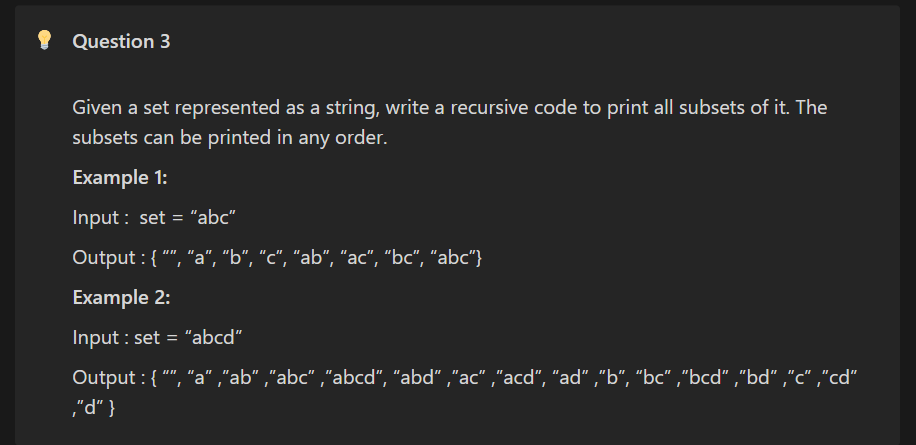 Question 3
Given a set represented as a string, write a recursive code to print all subsets of it. The
subsets can be printed in any order.
Example 1:
Input :  set = “abc”
Output : { “”, “a”, “b”, “c”, “ab”, “ac”, “bc”, “abc”}
Example 2:
Input : set = “abcd”
Output : { “”, “a” ,”ab” ,”abc” ,”abcd”, “abd” ,”ac” ,”acd”, “ad” ,”b”, “bc” ,”bcd” ,”bd” ,”c” ,”cd”
,”d” }